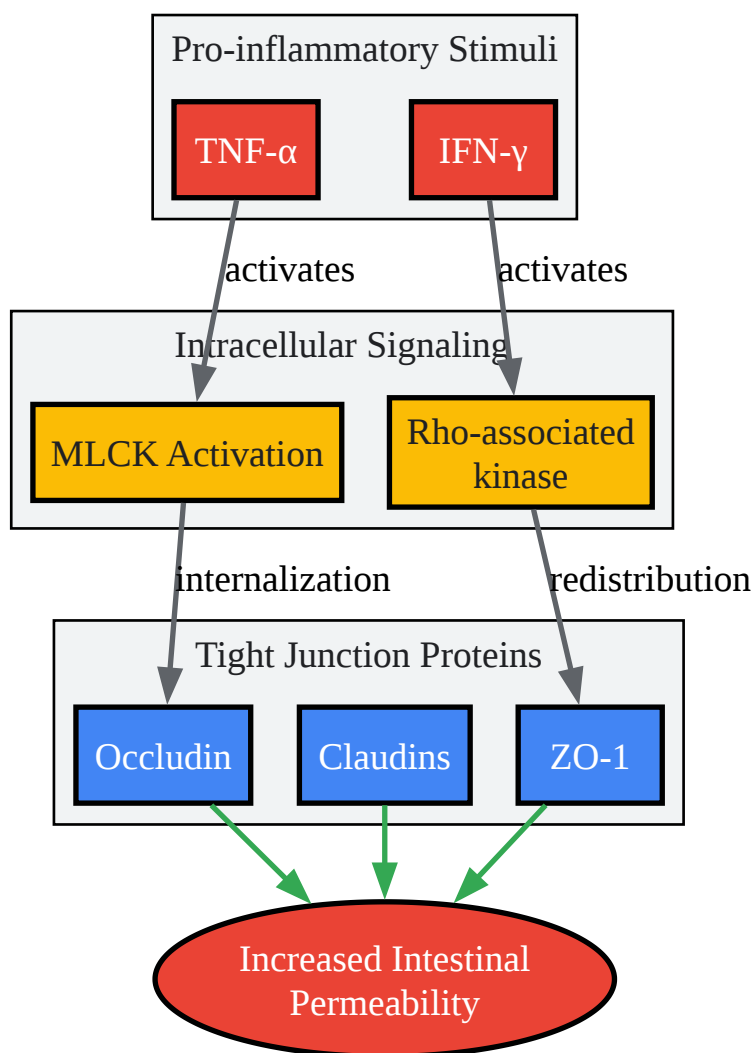 Pro-inflammatory Stimuli
TNF-α
IFN-γ
activates
activates
Intracellular Signaling
MLCK Activation
Rho-associated
kinase
internalization
redistribution
Tight Junction Proteins
Occludin
Claudins
ZO-1
Increased Intestinal
Permeability